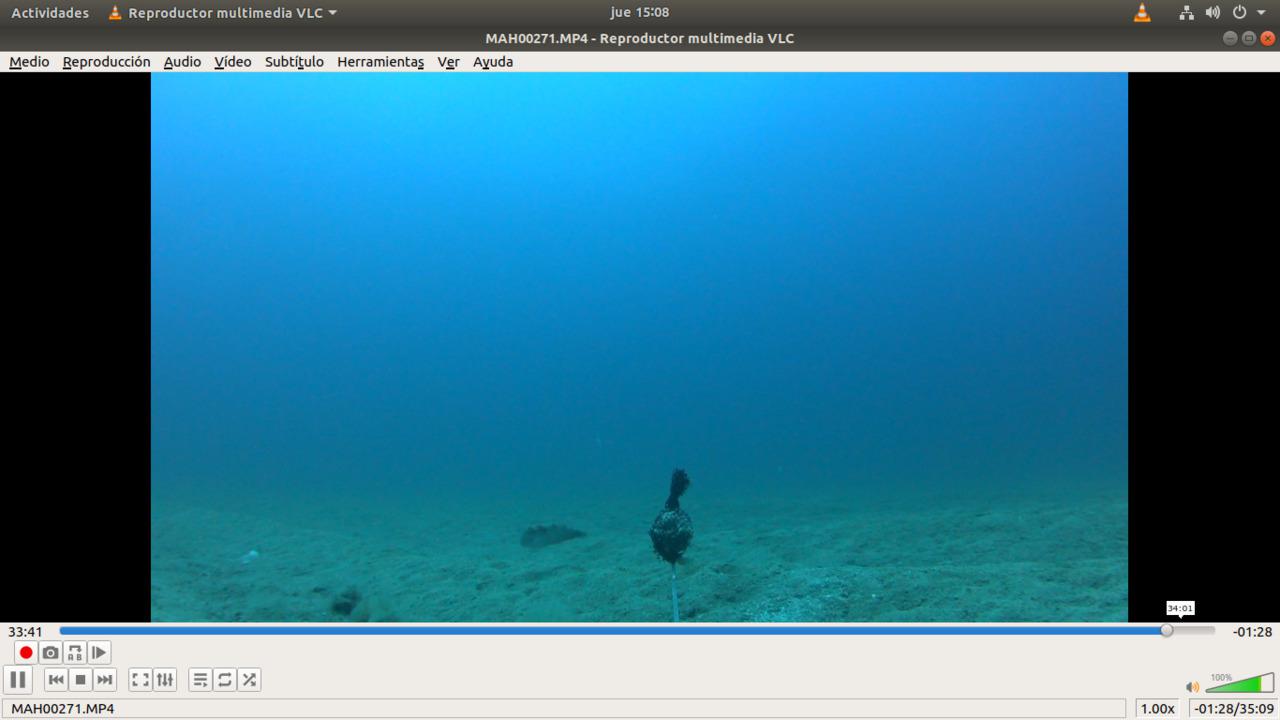 Actividades Reproductor multimedia VLC jue 15:08
MAH00271.MP4 - Reproductor multimedia VLC
Medio Reproducción Audio Vídeo Subtítulo Herramientas Ver Ayuda
34:01
33:41 -01:28
A B
100%
MAH00271.MP4 1.00x -01:28/35:09